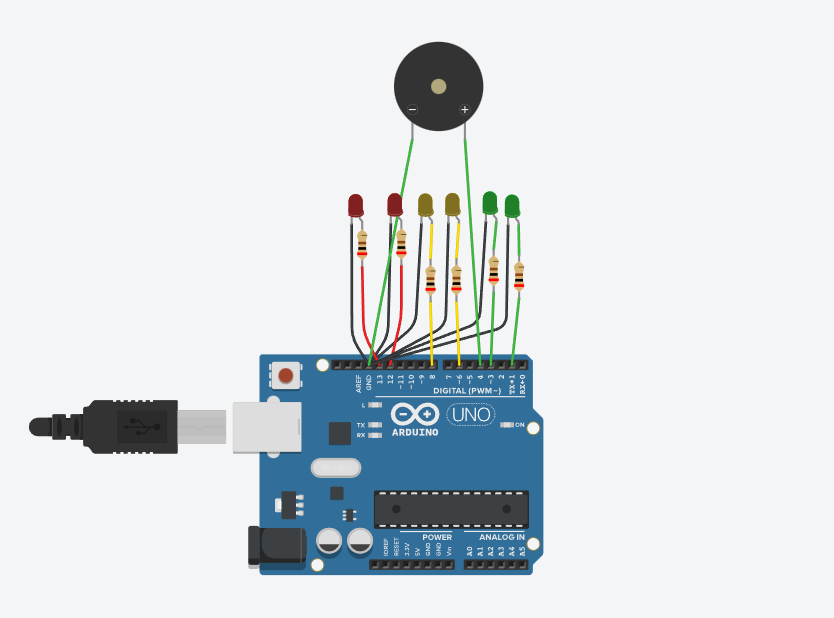 − +
AREF
GND
13
12
~11
~10
~9
8
7
~6
~5
4
~3
2
TX→1
RX←0
DIGITAL (PWM~)
L
TX
RX
UNO
ON
ARDUINO
POWER
ANALOG IN
IOREF
RESET
3.3V
5V
GND
GND
Vin
A0
A1
A2
A3
A4
A5